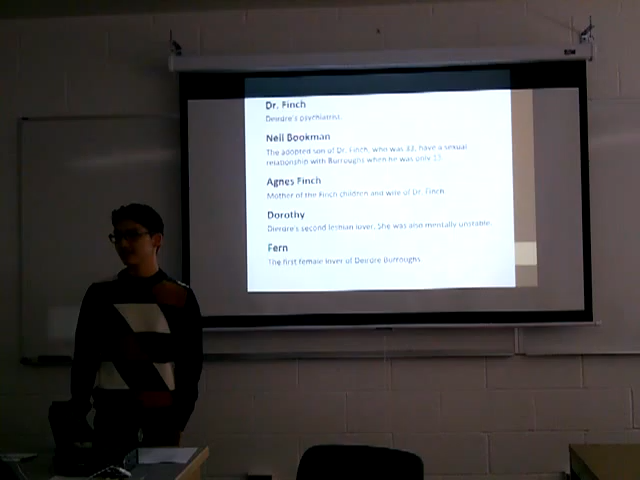 Dr. Finch
Deirdre's psychiatrist.
Neil Bookman
The adopted son of Dr. Finch, who was 33, have a sexual
relationship with Burroughs when he was only 13
Agnes Finch
Mother of the Finch children and wife of Dr. Finch
Dorothy
Dierdre's second lesbian lover. She was also mentally unstable.
Fern
The first female lover of Deirdre Burroughs